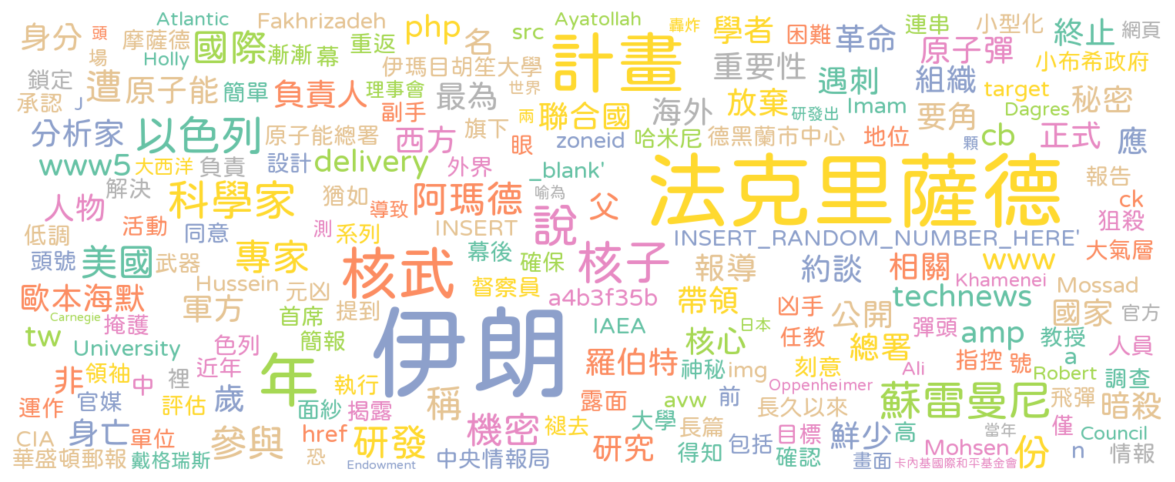 身分 Atlantic 頭 Fakhrizadeh php 名 src Ayatollah 轟炸 學者 困難 革命 連串 小型化 終止 網頁
場 摩薩德 Holly 國際 漸漸 幕 重返 伊瑪目胡笙大學 世界 計畫 重要性 遇刺 原子彈 組織 小布希政府
鎖定 承認 J 遭 原子能 簡單 負責人 理事會 副手 最為 兩 聯合國 海外 放棄 研發出 Imam 要角 target Dagres 秘密
分析家 以色列 原子能總署 西方 旗下 眼 zoneid 哈米尼 德黑蘭市中心 地位 顆 cb 正式 應
www5 大西洋 負責 設計 delivery 外界 _blank' 法克里薩德 報告
解決 科學家 猶如 導致 阿瑪德 喻為 說 父 ck 狙殺
人物 活動 低調 同意 測 系列 INSERT INSERT_RANDOM_NUMBER_HERE' 大氣層
頭號 美國 武器 專家 核武 幕後 確保 核子 報導 約談 相關 www Khamenei Mossad
歐本海默 Hussein 軍方 元凶 提到 督察員 a4b3f35b 帶領 凶手 公開 technews 國家 官方
Carnegie 掩護 首席 簡報 伊朗 IAEA 核心 日本 任教 彈頭 amp 教授 人員
tw University 色列 近年 年 羅伯特 神秘 img 刻意 總署 指控 號 a Robert 調查
非 領袖 中 裡 執行 稱 露面 avw 前 Oppenheimer Ali 蘇雷曼尼 飛彈 暗殺
運作 官媒 評估 歲 面紗 揭露 機密 褪去 大學 長篇 長久以來 當年 僅 Council
CIA 身亡 單位 參與 href 研發 研究 得知 包括 目標 確認 鮮少 高 Mohsen 份 n 情報
華盛頓郵報 戴格瑞斯 恐 Endowment 中央情報局 畫面 卡內基國際和平基金會